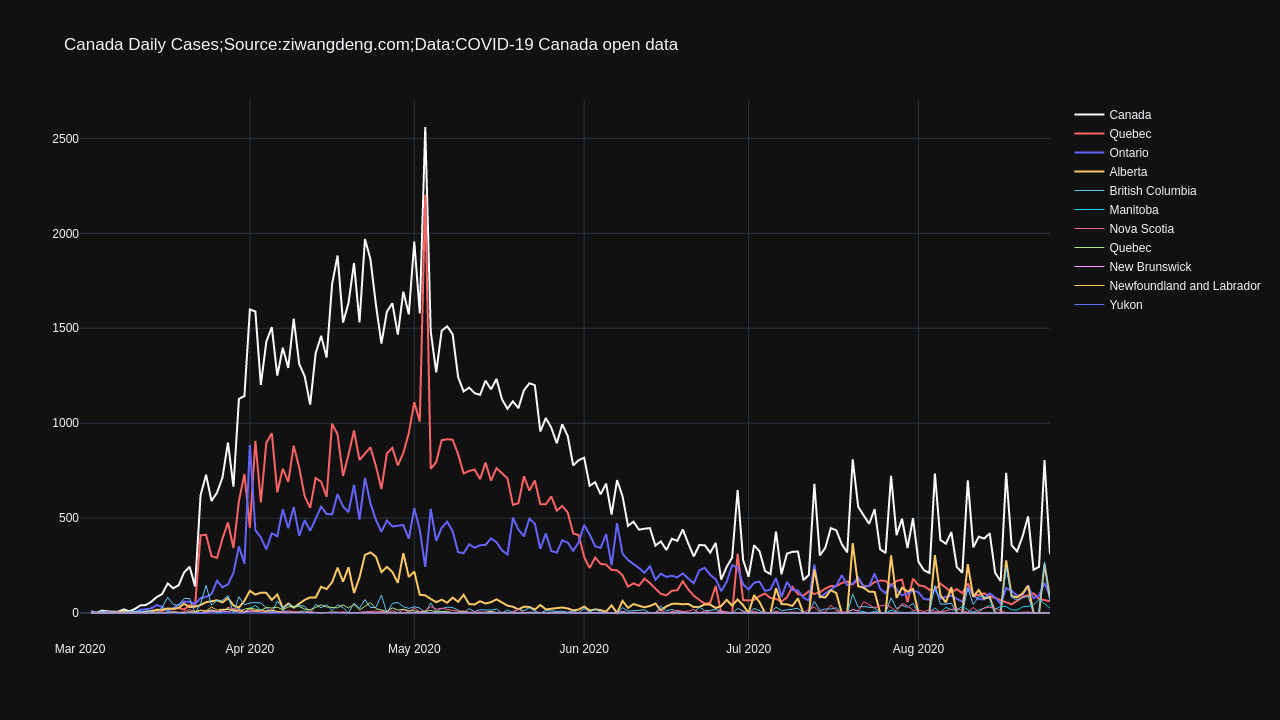 Canada Daily Cases;Source:ziwangdeng.com;Data:COVID-19 Canada open data
2500
2000
1500
1000
500
0
Mar 2020
Apr 2020
May 2020
Jun 2020
Jul 2020
Aug 2020
Canada
Quebec
Ontario
Alberta
British Columbia
Manitoba
Nova Scotia
Quebec
New Brunswick
Newfoundland and Labrador
Yukon